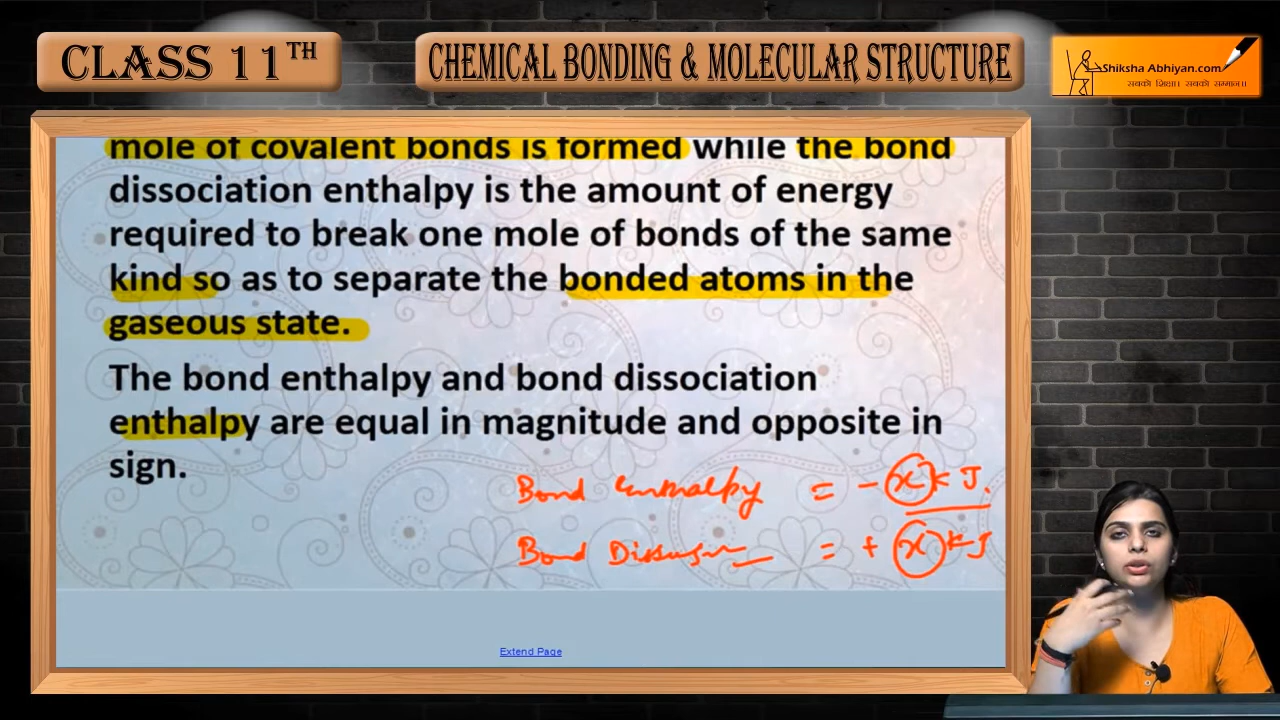 CLASS 11TH
CHEMICAL BONDING & MOLECULAR STRUCTURE
Shiksha Abhiyan.com
सबको शिक्षा। सबको सम्मान।।
mole of covalent bonds is formed while the bond
dissociation enthalpy is the amount of energy
required to break one mole of bonds of the same
kind so as to separate the bonded atoms in the
gaseous state.
The bond enthalpy and bond dissociation
enthalpy are equal in magnitude and opposite in
sign.
Bond Enthalpy = - x kJ.
Bond = + x kJ
Extend Page